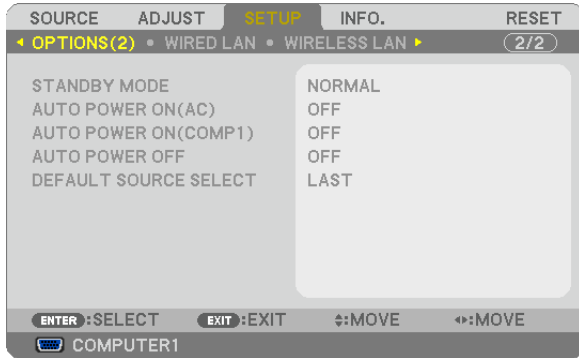 SOURCE ADJUST SETUP INFO. RESET
OPTIONS(2) • WIRED LAN • WIRELESS LAN 2/2
STANDBY MODE NORMAL
AUTO POWER ON(AC) OFF
AUTO POWER ON(COMP1) OFF
AUTO POWER OFF OFF
DEFAULT SOURCE SELECT LAST
ENTER :SELECT EXIT :EXIT :MOVE :MOVE
COMPUTER1